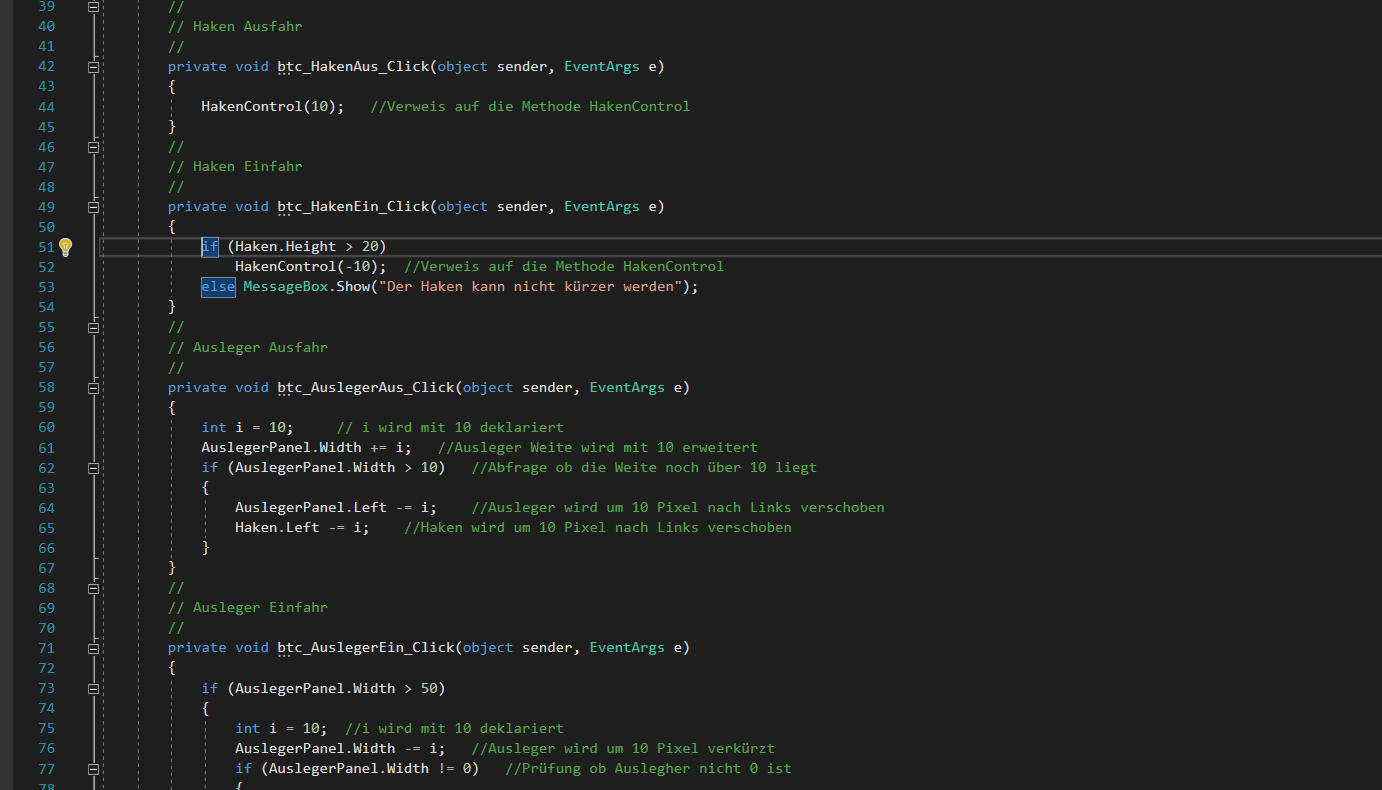 39 //
40 // Haken Ausfahr
41 //
42 private void btc_HakenAus_Click(object sender, EventArgs e)
43 {
44 HakenControl(10); //Verweis auf die Methode HakenControl
45 }
46 //
47 // Haken Einfahr
48 //
49 private void btc_HakenEin_Click(object sender, EventArgs e)
50 {
51 if (Haken.Height > 20)
52 HakenControl(-10); //Verweis auf die Methode HakenControl
53 else MessageBox.Show("Der Haken kann nicht kürzer werden");
54 }
55 //
56 // Ausleger Ausfahr
57 //
58 private void btc_AuslegerAus_Click(object sender, EventArgs e)
59 {
60 int i = 10; // i wird mit 10 deklariert
61 AuslegerPanel.Width += i; //Ausleger Weite wird mit 10 erweitert
62 if (AuslegerPanel.Width > 10) //Abfrage ob die Weite noch über 10 liegt
63 {
64 AuslegerPanel.Left -= i; //Ausleger wird um 10 Pixel nach Links verschoben
65 Haken.Left -= i; //Haken wird um 10 Pixel nach Links verschoben
66 }
67 }
68 //
69 // Ausleger Einfahr
70 //
71 private void btc_AuslegerEin_Click(object sender, EventArgs e)
72 {
73 if (AuslegerPanel.Width > 50)
74 {
75 int i = 10; //i wird mit 10 deklariert
76 AuslegerPanel.Width -= i; //Ausleger wird um 10 Pixel verkürzt
77 if (AuslegerPanel.Width != 0) //Prüfung ob Auslegher nicht 0 ist
78 {